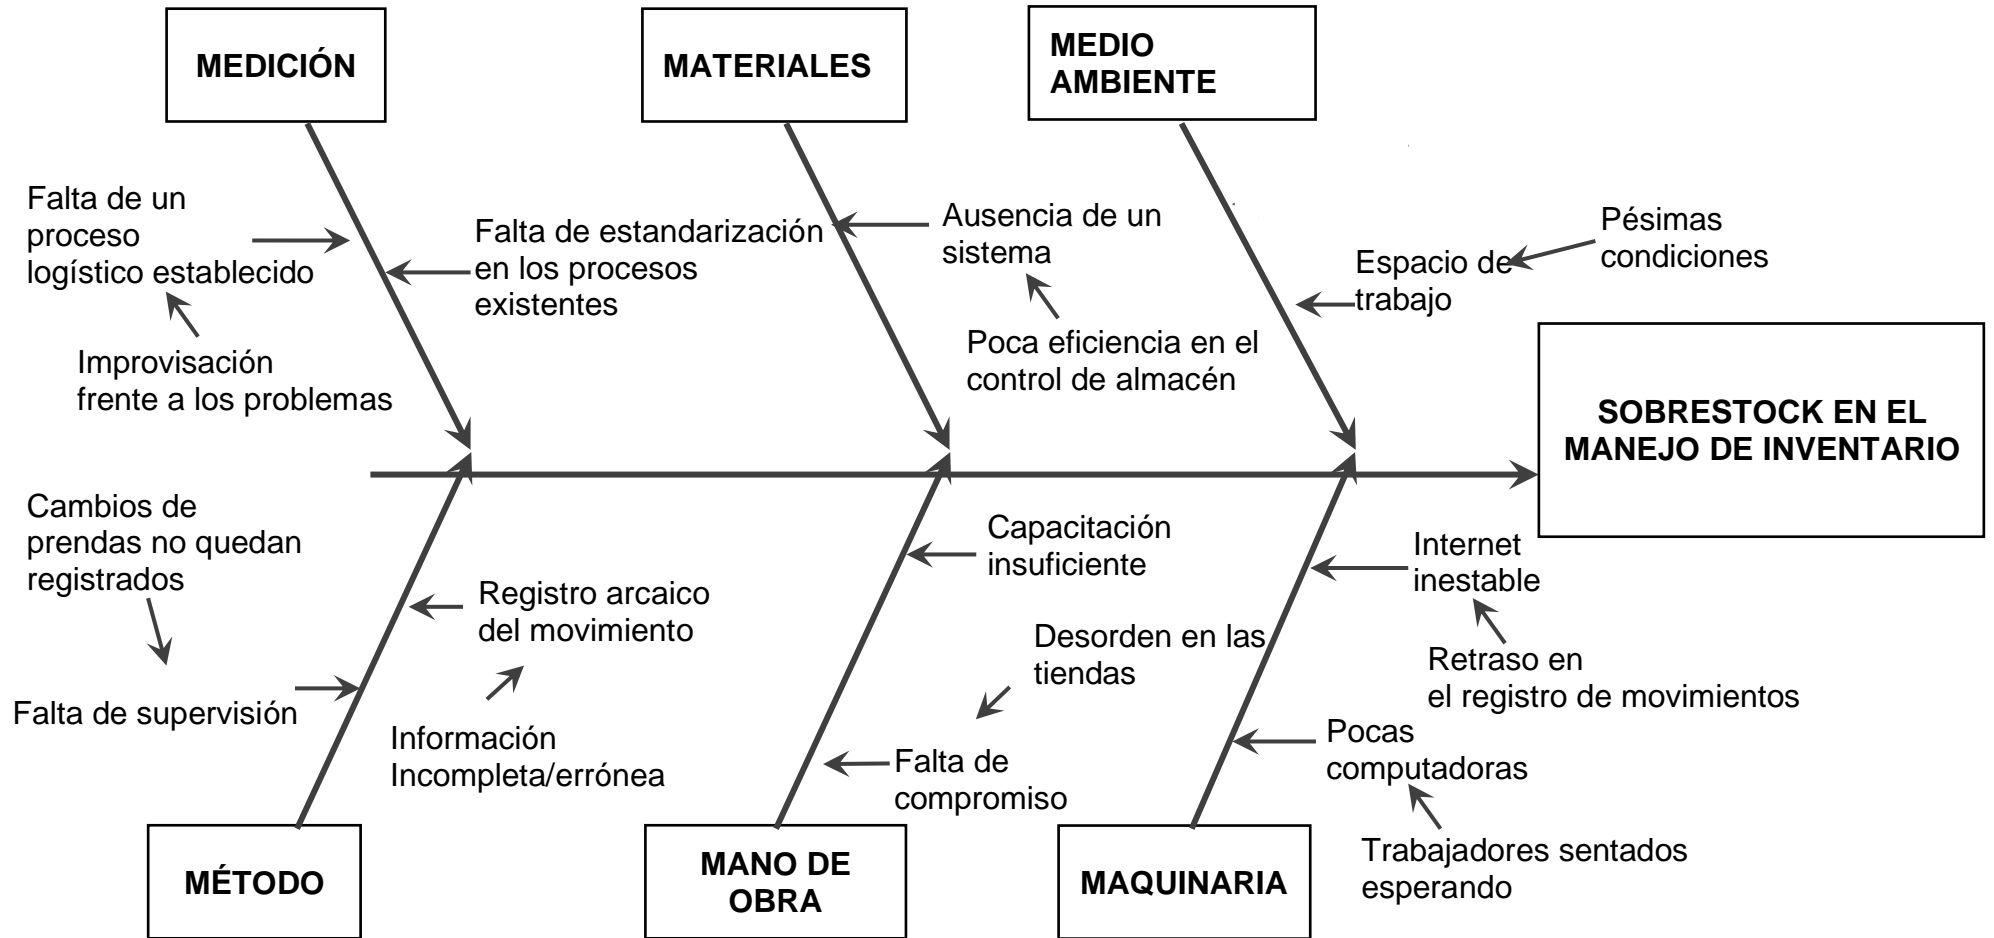 MEDICIÓN
MATERIALES
MEDIO
AMBIENTE
Falta de un
proceso
logístico establecido
Improvisación
frente a los problemas
Falta de estandarización
en los procesos
existentes
Ausencia de un
sistema
Poca eficiencia en el
control de almacén
Espacio de
trabajo
Pésimas
condiciones
SOBRESTOCK EN EL
MANEJO DE INVENTARIO
Cambios de
prendas no quedan
registrados
Falta de supervisión
Registro arcaico
del movimiento
Información
Incompleta/errónea
Capacitación
insuficiente
Desorden en las
tiendas
Falta de
compromiso
Internet
inestable
Retraso en
el registro de movimientos
Pocas
computadoras
Trabajadores sentados
esperando
MÉTODO
MANO DE
OBRA
MAQUINARIA